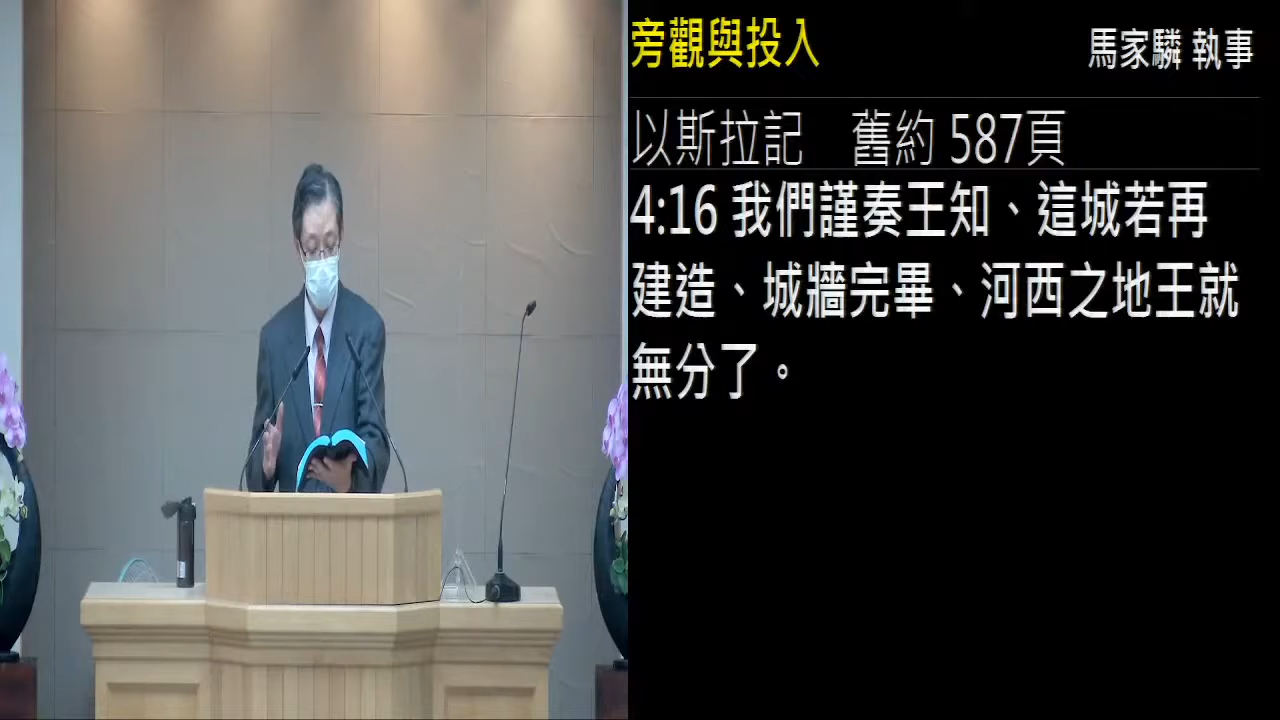 旁觀與投入
馬家驎 執事
以斯拉記 舊約 587頁
4:16 我們謹奏王知、這城若再
建造、城牆完畢、河西之地王就
無分了。